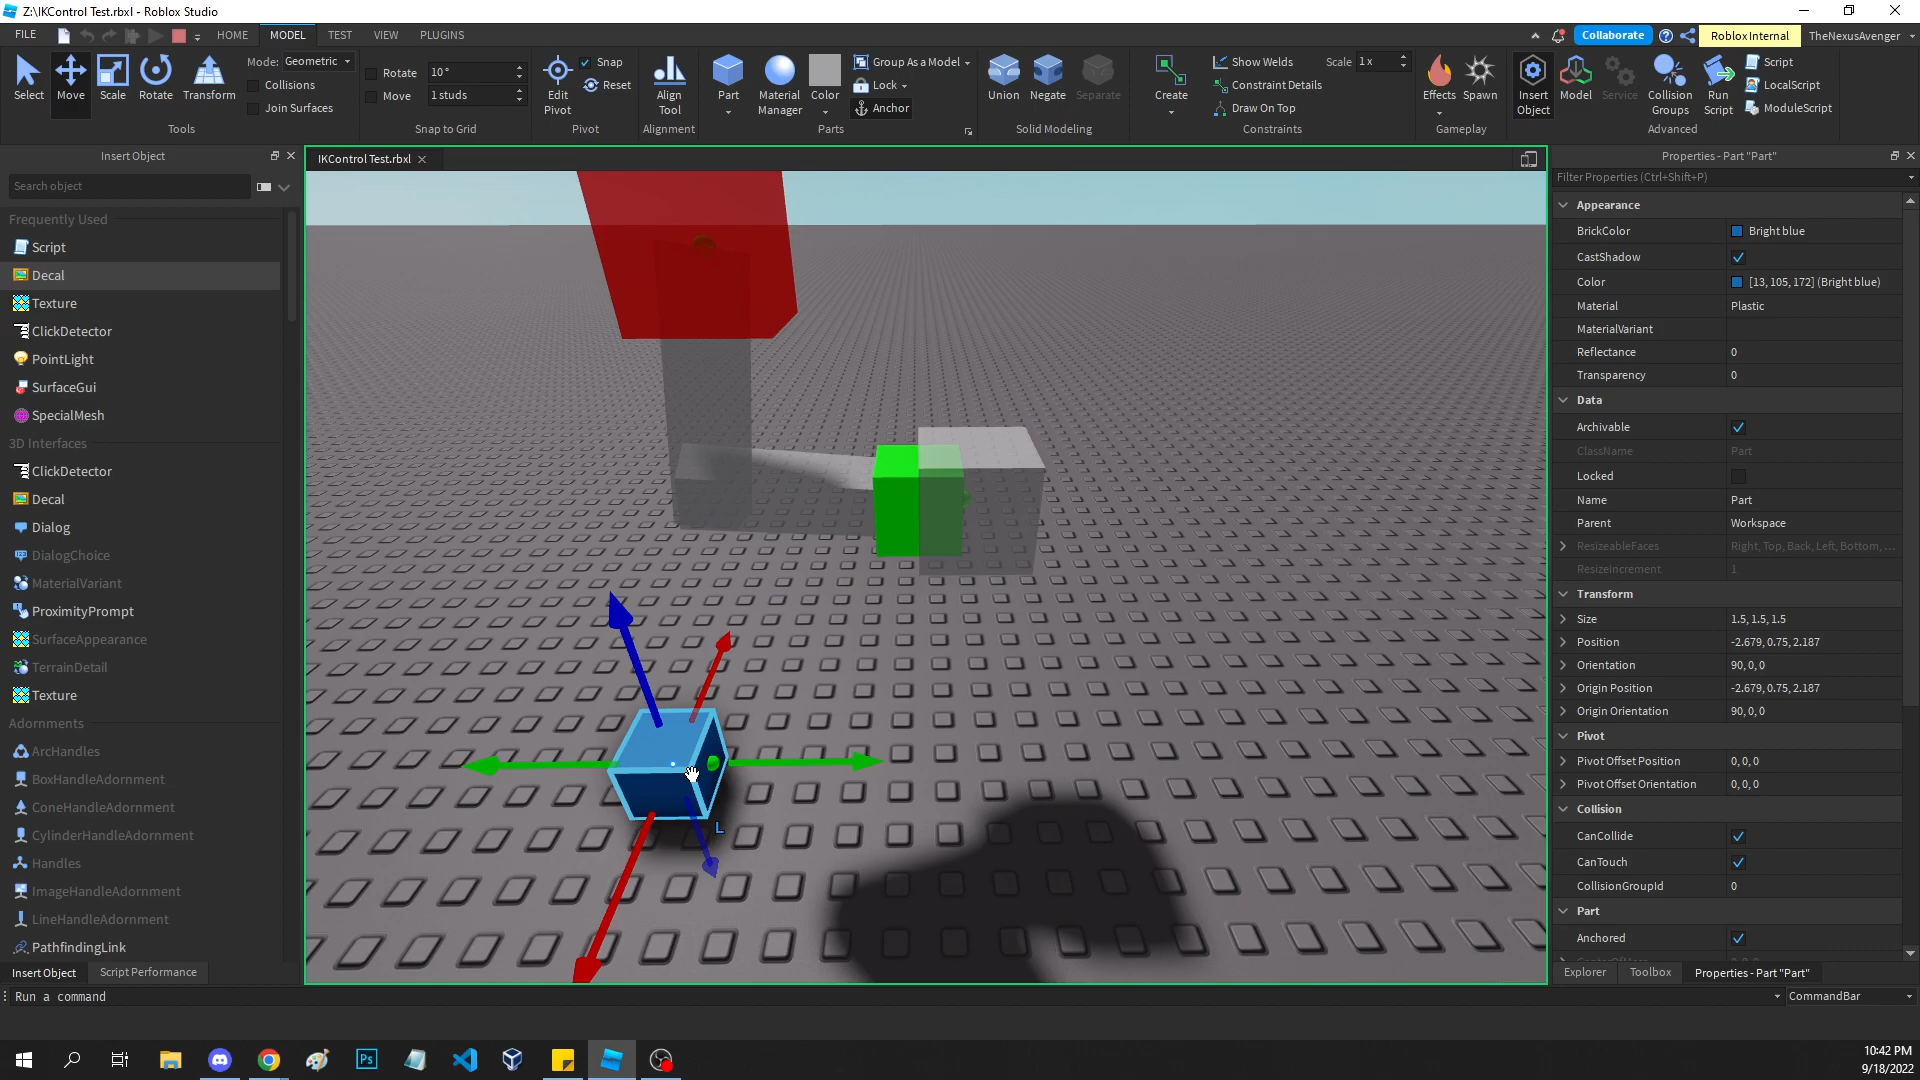 Z:\IKControl Test.rbxl - Roblox Studio
FILE HOME MODEL TEST VIEW PLUGINS
Collaborate Roblox Internal TheNexusAvenger
Select Move Scale Rotate Transform
Mode: Geometric
Collisions
Join Surfaces
Tools
Rotate 10°
Move 1 studs
Snap to Grid
Edit Pivot
Snap
Reset
Pivot
Align Tool
Alignment
Part Material Manager Color
Group As a Model
Lock
Anchor
Parts
Union Negate Separate
Solid Modeling
Create
Show Welds Scale 1 x
Constraint Details
Draw On Top
Constraints
Effects Spawn
Gameplay
Insert Object Model Service Collision Groups Run Script
Script
LocalScript
ModuleScript
Advanced
Insert Object
Search object
Frequently Used
Script
Decal
Texture
ClickDetector
PointLight
SurfaceGui
SpecialMesh
3D Interfaces
ClickDetector
Decal
Dialog
DialogChoice
MaterialVariant
ProximityPrompt
SurfaceAppearance
TerrainDetail
Texture
Adornments
ArcHandles
BoxHandleAdornment
ConeHandleAdornment
CylinderHandleAdornment
Handles
ImageHandleAdornment
LineHandleAdornment
PathfindingLink
Insert Object Script Performance
IKControl Test.rbxl
L
Properties - Part "Part"
Filter Properties (Ctrl+Shift+P)
Appearance
BrickColor Bright blue
CastShadow
Color [13, 105, 172] (Bright blue)
Material Plastic
MaterialVariant
Reflectance 0
Transparency 0
Data
Archivable
ClassName Part
Locked
Name Part
Parent Workspace
ResizeableFaces Right, Top, Back, Left, Bottom, ...
ResizeIncrement 1
Transform
Size 1.5, 1.5, 1.5
Position -2.679, 0.75, 2.187
Orientation 90, 0, 0
Origin Position -2.679, 0.75, 2.187
Origin Orientation 90, 0, 0
Pivot
Pivot Offset Position 0, 0, 0
Pivot Offset Orientation 0, 0, 0
Collision
CanCollide
CanTouch
CollisionGroupId 0
Part
Anchored
Explorer Toolbox Properties - Part "Part"
Run a command CommandBar
Ps
10:42 PM
9/18/2022